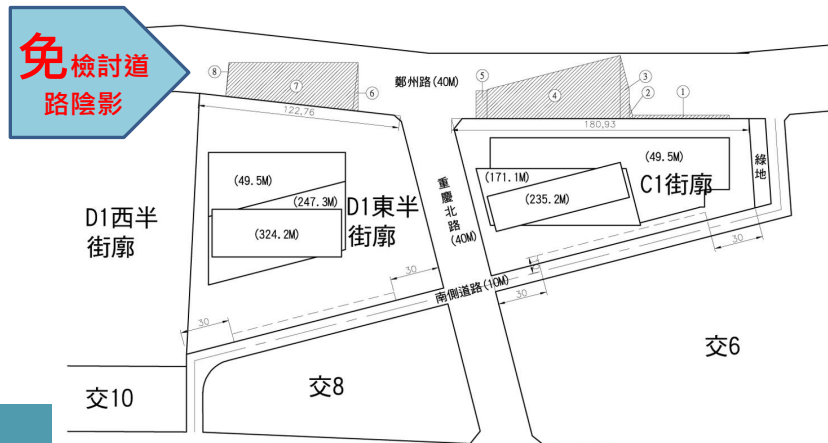 免檢討道
路陰影
⑧
⑦
⑥
鄭州路(40M)
⑤
④
③
②
①
122.76
180.93
(49.5M)
(247.3M)
(324.2M)
D1西半
街廓
D1東半
街廓
重慶北路(40M)
(49.5M)
(171.1M)
(235.2M)
C1街廓
綠地
30
30
30
30
南側道路(10M)
交10
交8
交6